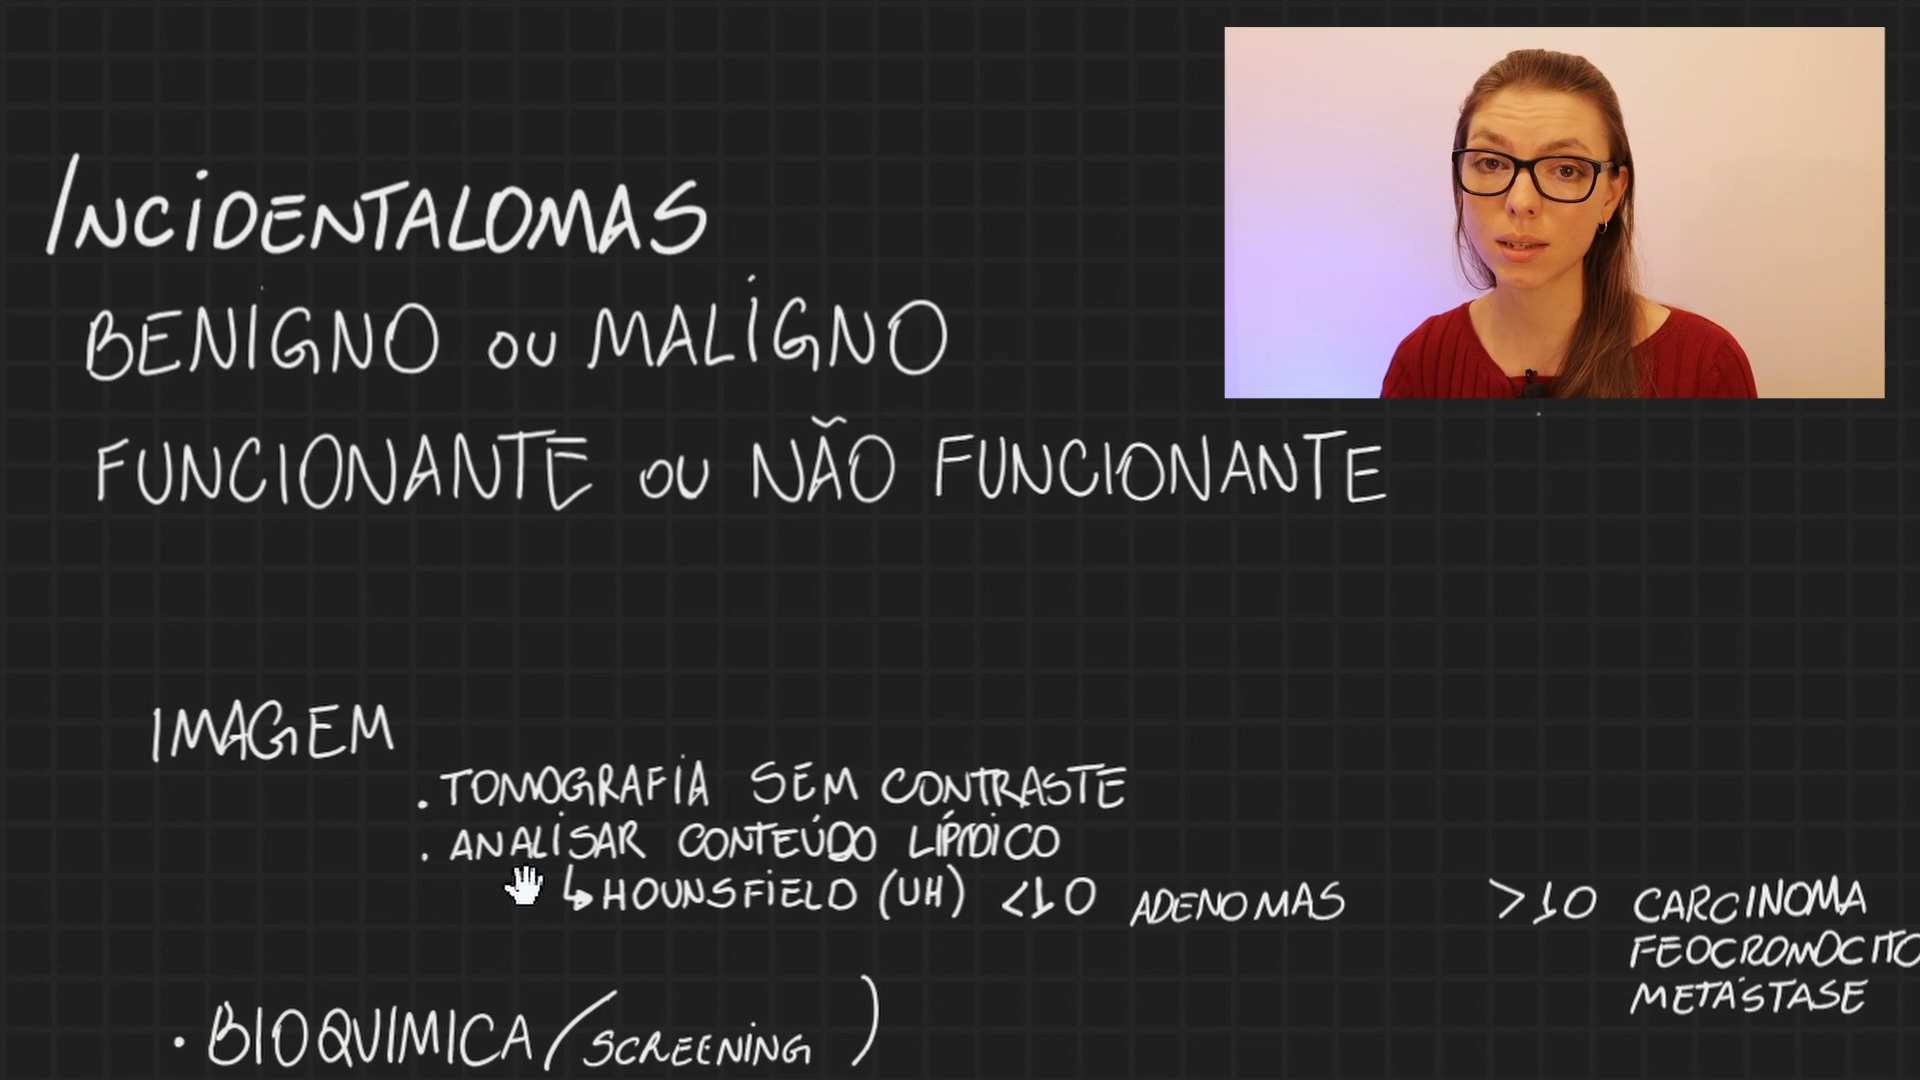 INCIDENTALOMAS
BENIGNO OU MALIGNO
FUNCIONANTE OU NÃO FUNCIONANTE
IMAGEM
. TOMOGRAFIA SEM CONTRASTE
. ANALISAR CONTEÚDO LIPÍDICO
↳ HOUNSFIELD (UH) <10 ADENOMAS >10 CARCINOMA
FEOCROMOCITO
METÁSTASE
• BIOQUIMICA (SCREENING)